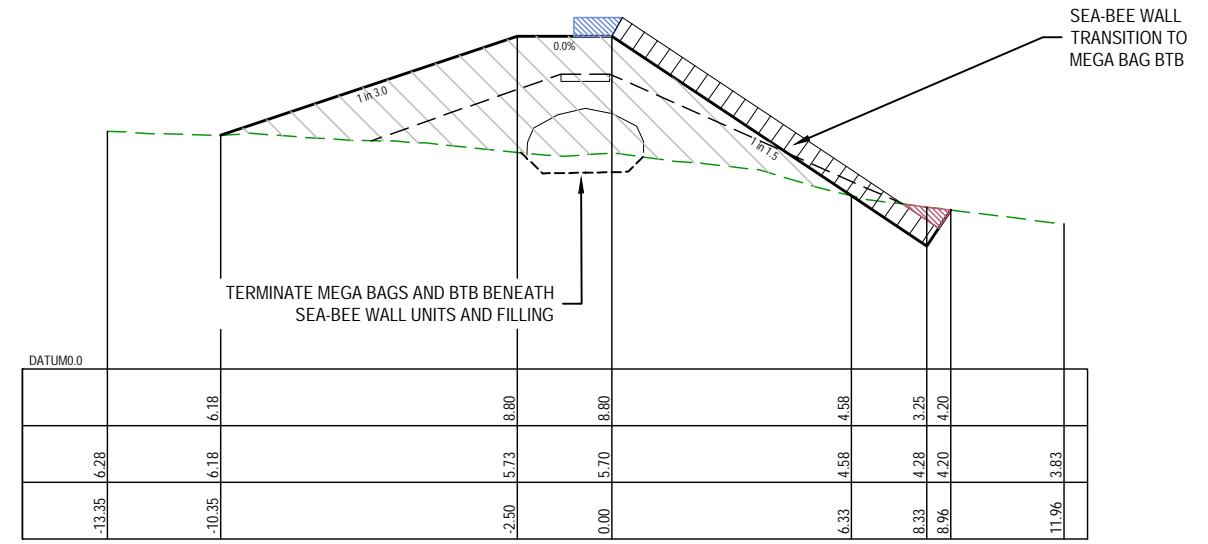 SEA-BEE WALL
TRANSITION TO
MEGA BAG BTB
0.0%
1 in 3.0
1 in 1.5
TERMINATE MEGA BAGS AND BTB BENEATH
SEA-BEE WALL UNITS AND FILLING
DATUM0.0
6.18 8.80 8.80 4.58 3.25 4.20
6.28 6.18 5.73 5.70 4.58 4.28 4.20 3.83
-13.35 -10.35 -2.50 0.00 6.33 8.33 8.96 11.96